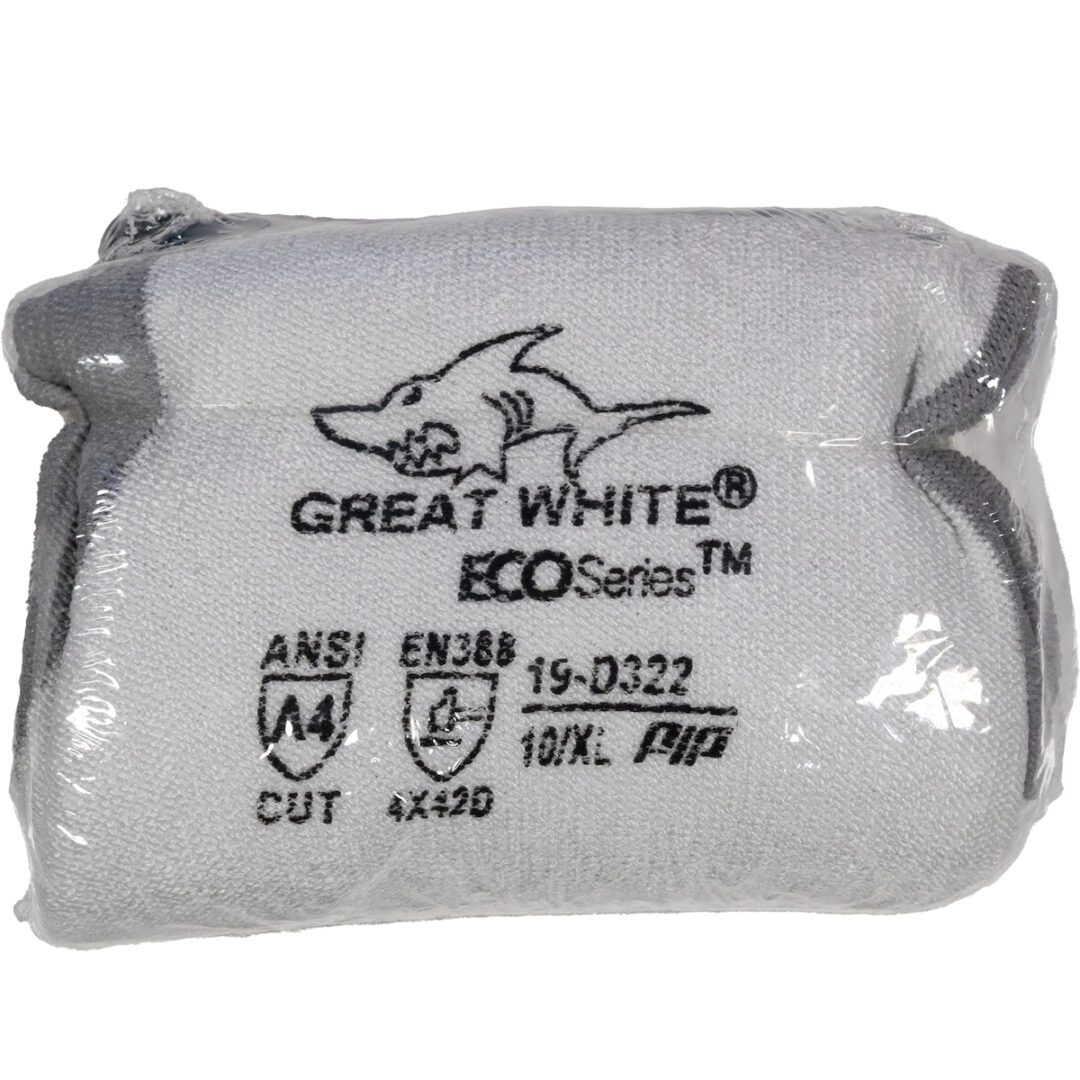 GREAT WHITE®
ECOSeries™
ANSI
A4
CUT
EN388
4X42D
19-D322
10/XL PIP